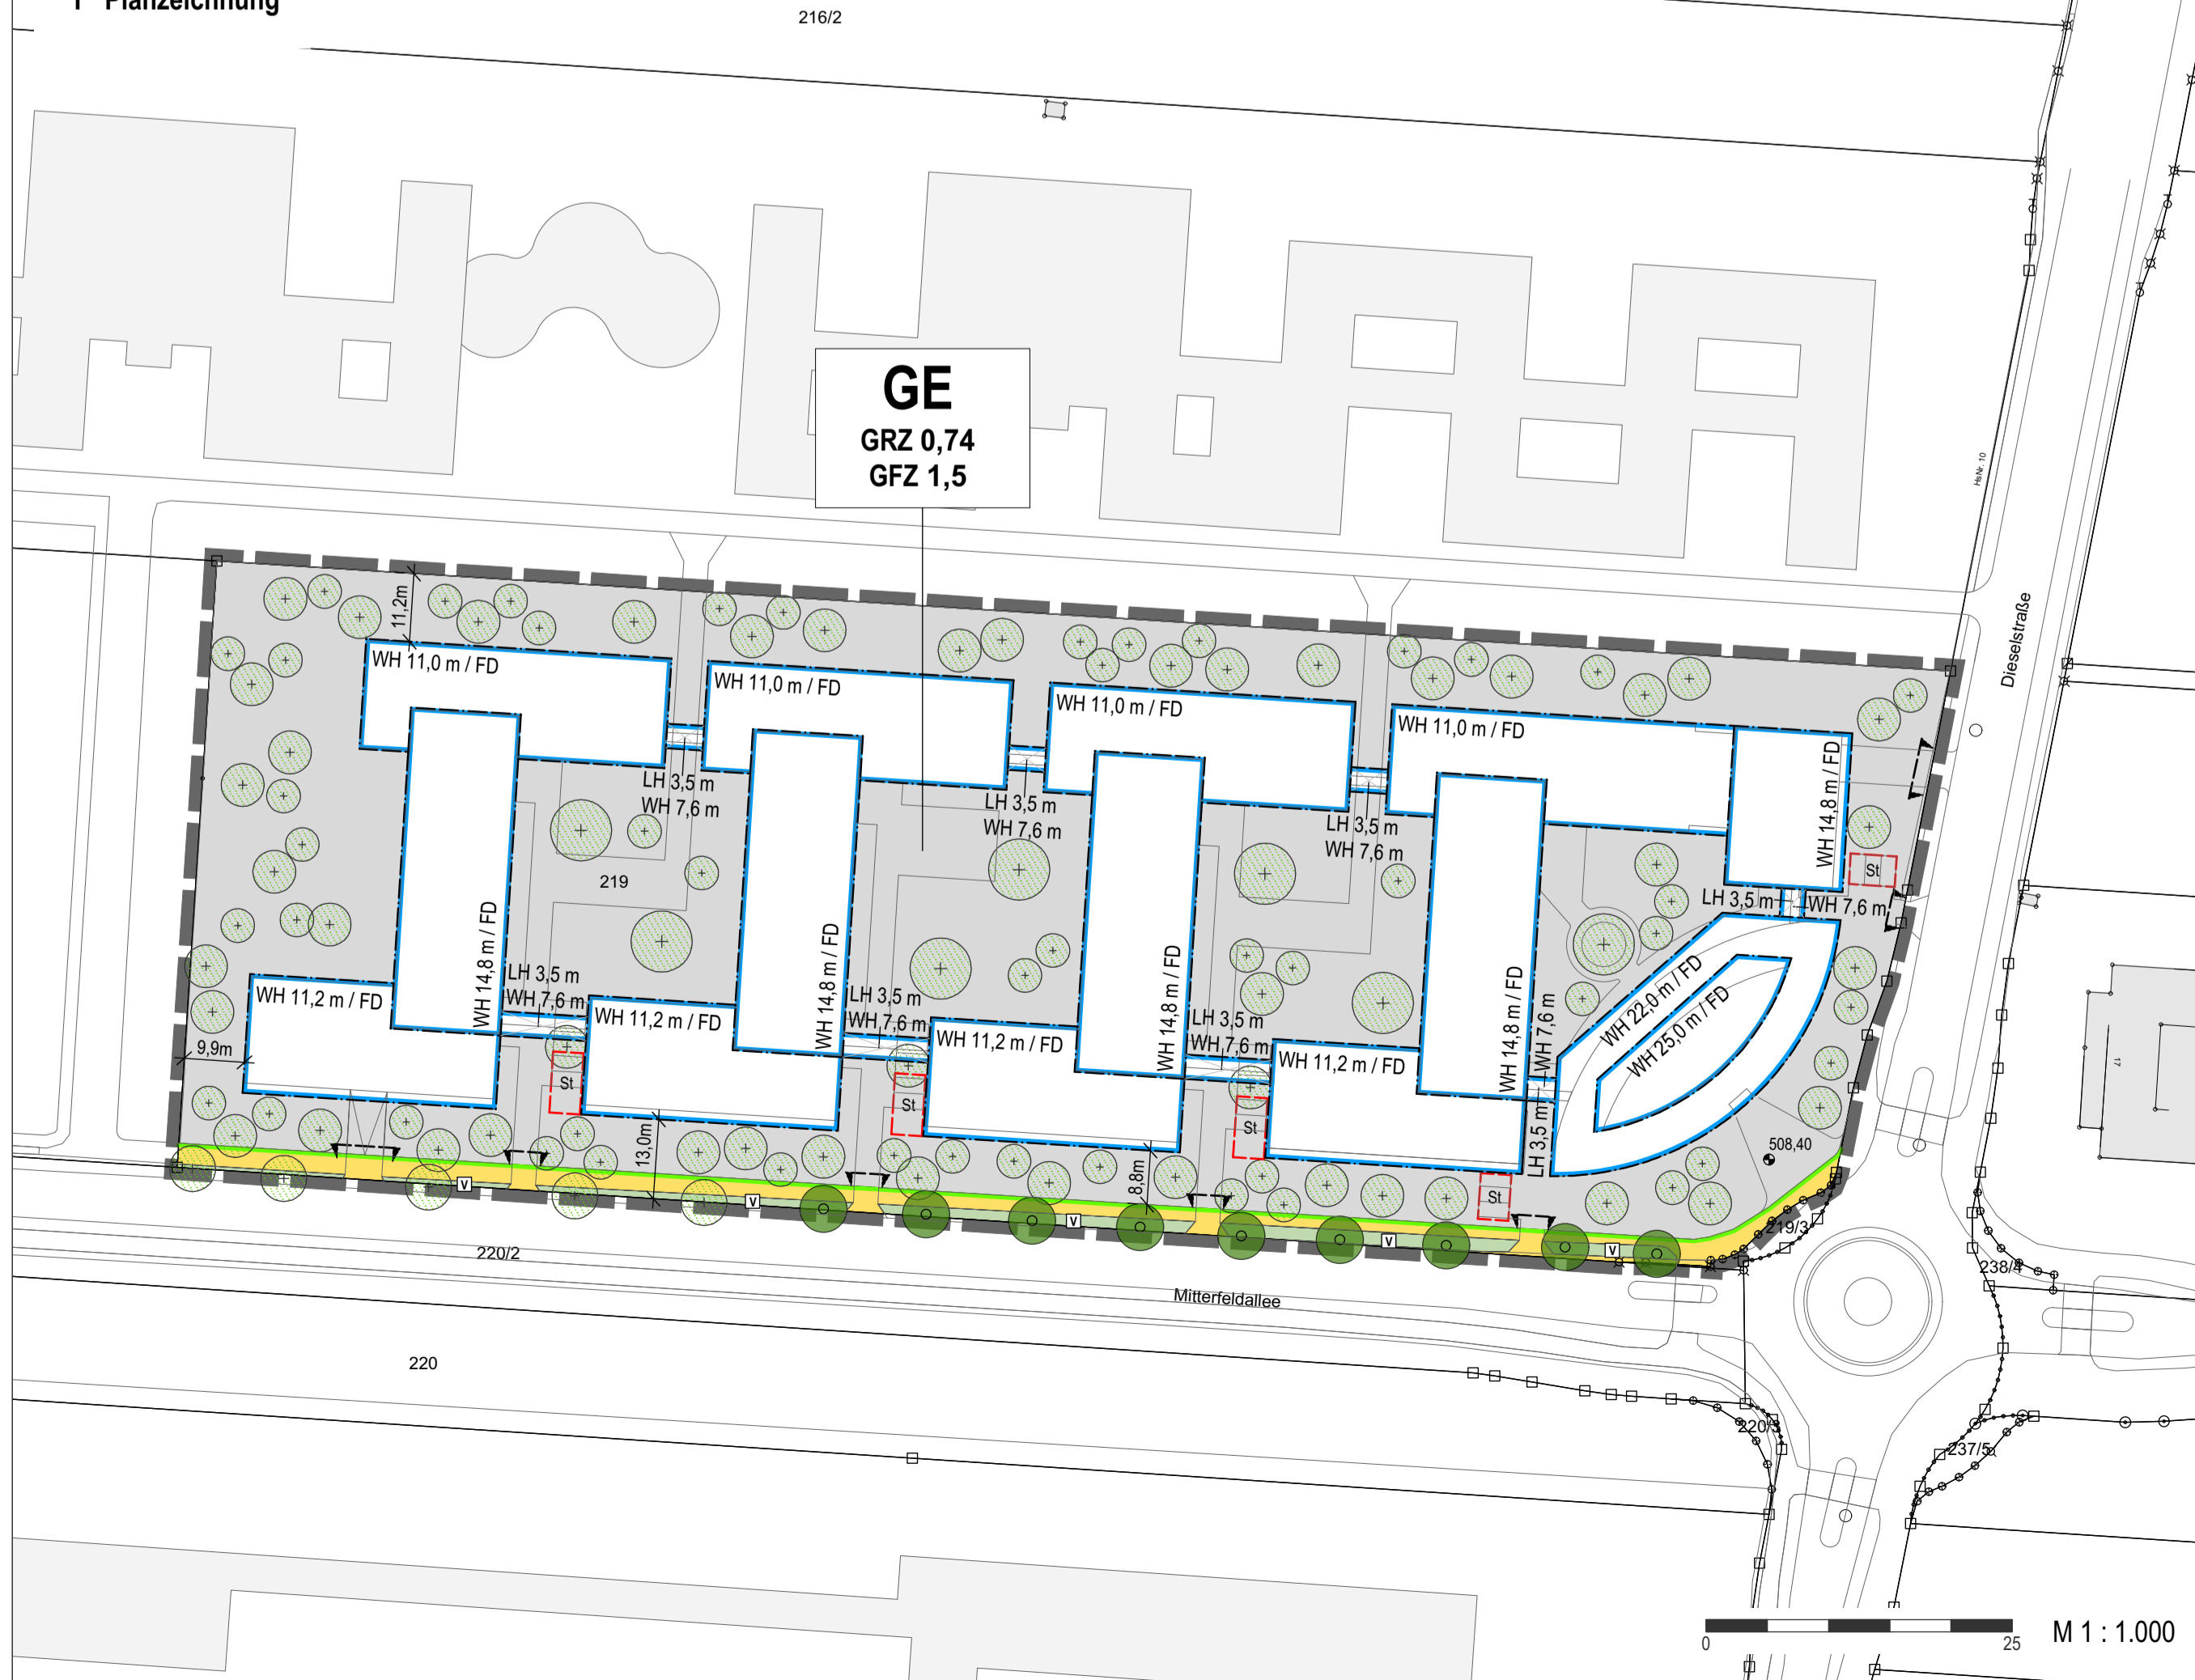 1 Planzeichnung
216/2
GE
GRZ 0,74
GFZ 1,5
HsNr. 10
Dieselstraße
11,2m
WH 11,0 m / FD
WH 11,0 m / FD
WH 11,0 m / FD
WH 11,0 m / FD
WH 14,8 m / FD
LH 3,5 m
WH 7,6 m
LH 3,5 m
WH 7,6 m
LH 3,5 m
WH 7,6 m
St
219
LH 3,5 m
WH 7,6 m
WH 14,8 m / FD
WH 14,8 m / FD
WH 14,8 m / FD
WH 14,8 m / FD
LH 3,5 m
WH 7,6 m
LH 3,5 m
WH 7,6 m
LH 3,5 m
WH 7,6 m
WH 7,6 m
LH 3,5 m
WH 22,0 m / FD
WH 25,0 m / FD
WH 11,2 m / FD
WH 11,2 m / FD
WH 11,2 m / FD
WH 11,2 m / FD
9,9m
St
St
St
St
17
13,0m
8,8m
508,40
V
V
V
V
V
219/3
220/2
Mitterfeldallee
238/4
220
220/3
237/5
0
25
M 1 : 1.000